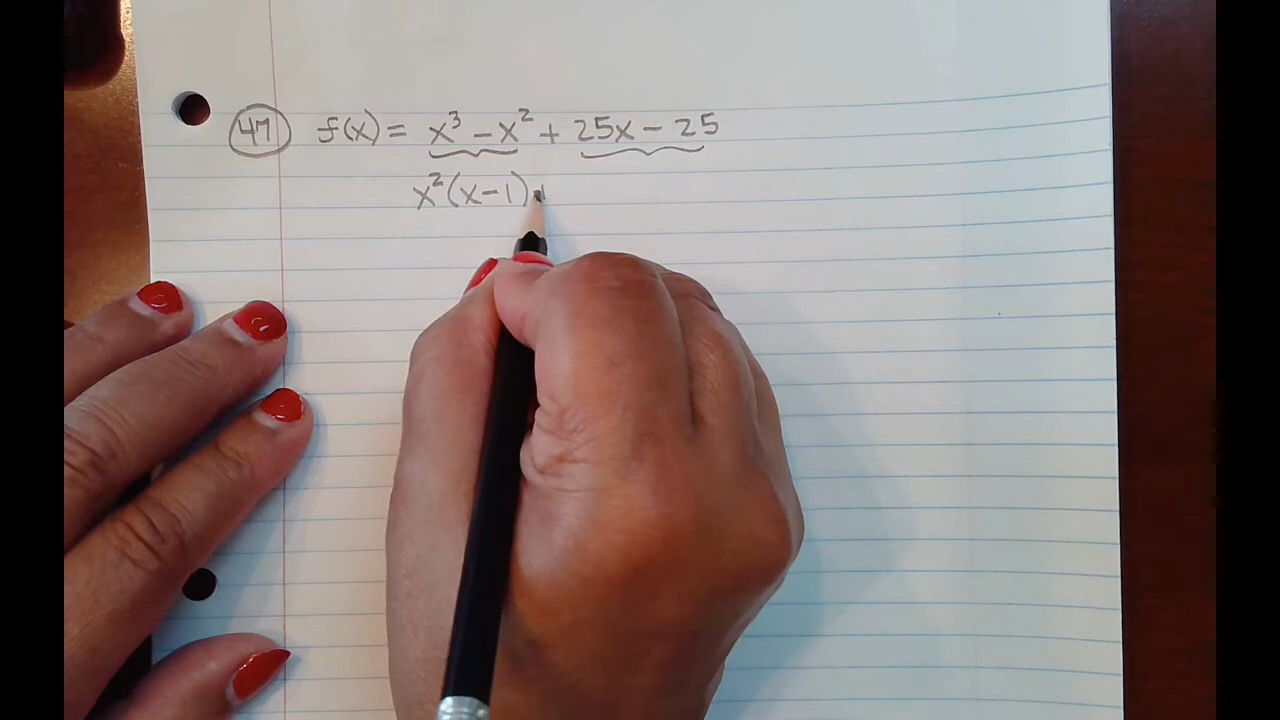 47 f(x) = x³ - x² + 25x - 25
x²(x-1)